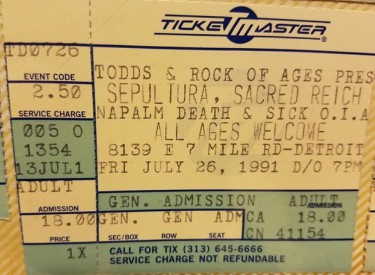 TICKETMASTER®
TD0726
EVENT CODE
2.50
SERVICE CHARGE
005 0
1354
13JUL1
ADULT
ADMISSION
18.00
PRICE
1X
TODDS & ROCK OF AGES PRES
SEPULTURA, SACRED REICH
NAPALM DEATH & SICK O.I.A
ALL AGES WELCOME
8139 E 7 MILE RD-DETROIT
FRI JULY 26, 1991 D/O 7PM
GEN. ADMISSION ADULT
ADMISSION
GEN. GEN ADM CA 18.00
SEC/BOX ROW SEAT
CN 41154
CALL FOR TIX (313) 645-6666
SERVICE CHARGE NOT REFUNDABLE